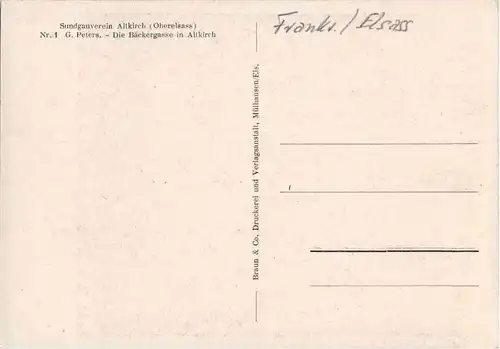 Sundgauverein Altkirch (Oberelsass)
Nr. 1 G. Peters. - Die Bäckergasse in Altkirch
Frankr. / Elsass
Braun & Co, Druckerei und Verlagsanstalt, Mülhausen/Els.